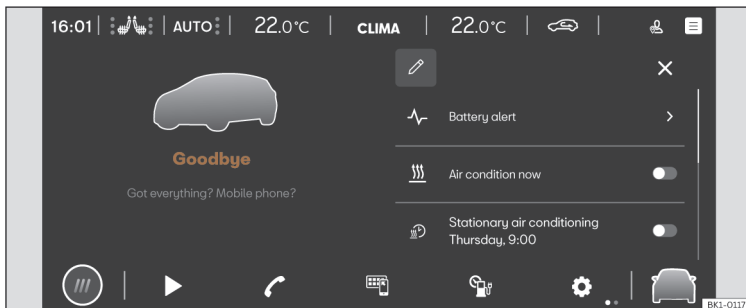 16:01 AUTO 22.0°C CLIMA 22.0°C
Goodbye
Got everything? Mobile phone?
Battery alert
Air condition now
Stationary air conditioning
Thursday, 9:00
BK1-0117